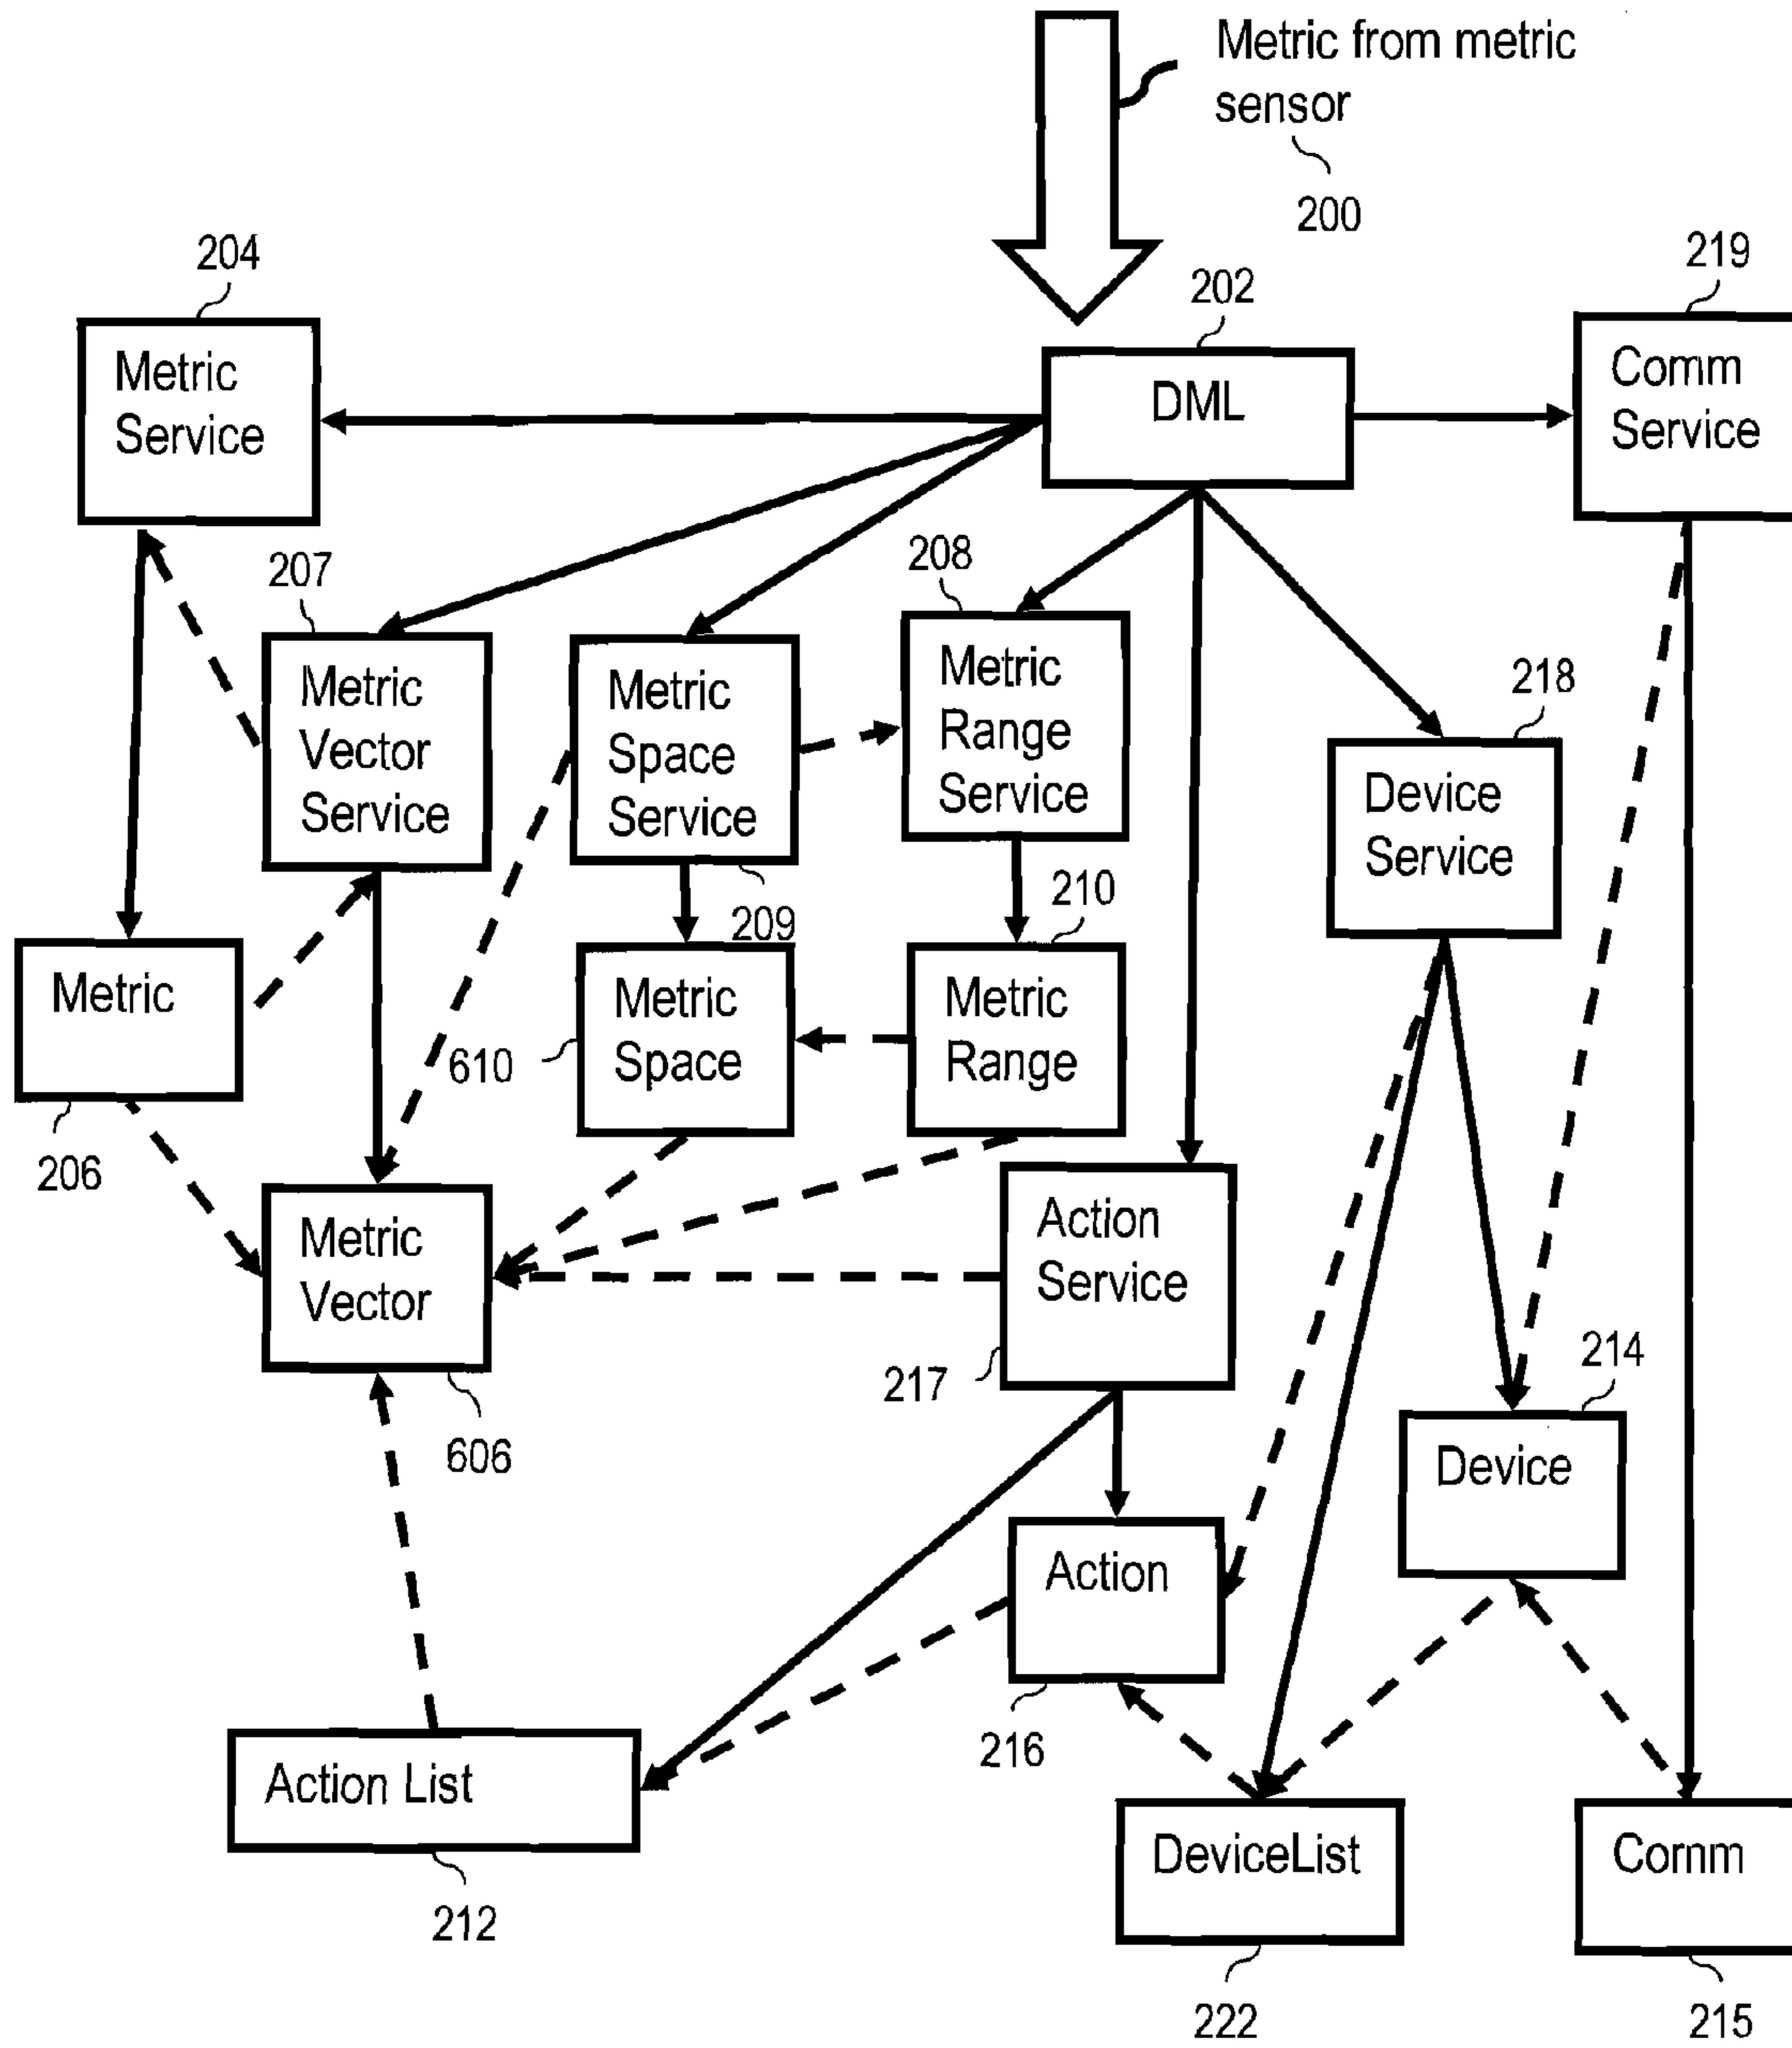 Metric from metric
sensor
200
204
219
202
Metric
Service
DML
Comm
Service
207
208
218
Metric
Vector
Service
Metric
Space
Service
Metric
Range
Service
Device
Service
209
210
Metric
Metric
Space
Metric
Range
610
206
Metric
Vector
Action
Service
217
214
606
Device
Action
216
Action List
DeviceList
Comm
212
222
215